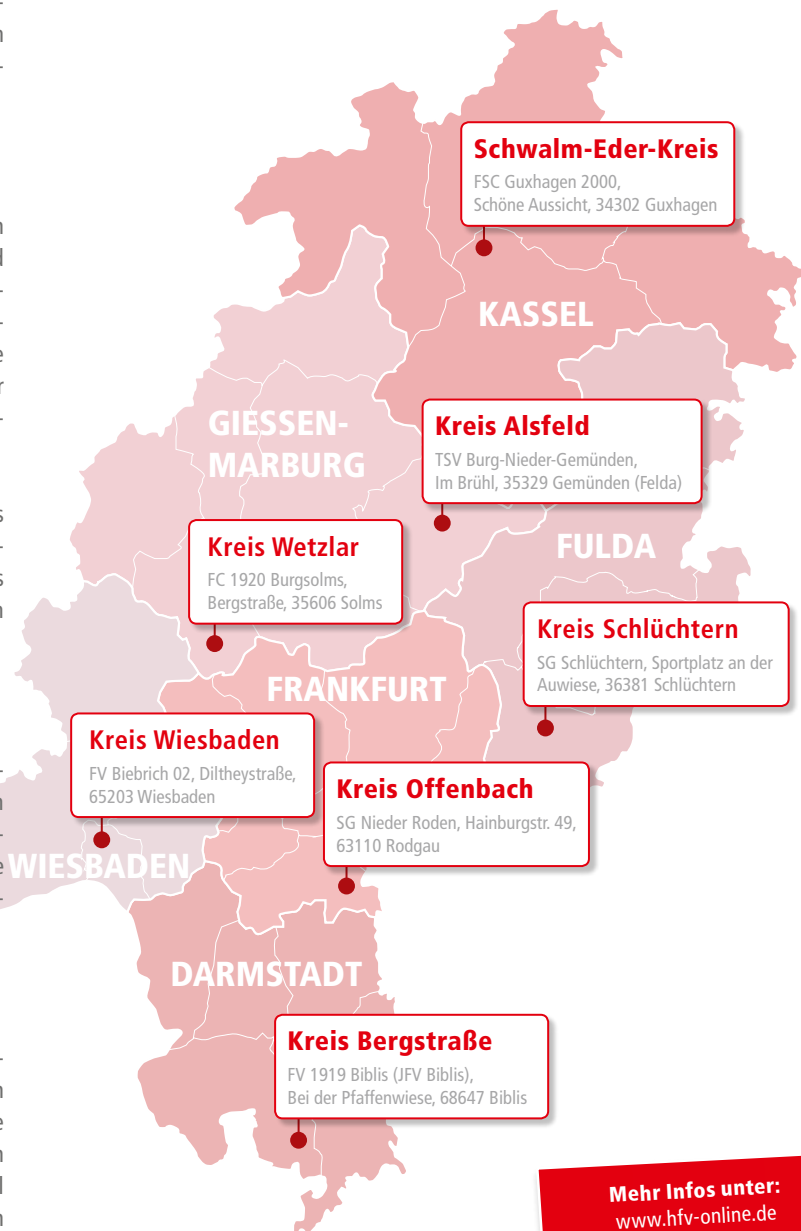 Schwalm-Eder-Kreis
FSC Guxhagen 2000,
Schöne Aussicht, 34302 Guxhagen
KASSEL
GIESSEN-
MARBURG
Kreis Alsfeld
TSV Burg-Nieder-Gemünden,
Im Brühl, 35329 Gemünden (Felda)
Kreis Wetzlar
FC 1920 Burgsolms,
Bergstraße, 35606 Solms
FULDA
Kreis Schlüchtern
SG Schlüchtern, Sportplatz an der
Auwiese, 36381 Schlüchtern
FRANKFURT
Kreis Wiesbaden
FV Biebrich 02, Diltheystraße,
65203 Wiesbaden
Kreis Offenbach
SG Nieder Roden, Hainburgstr. 49,
63110 Rodgau
WIESBADEN
DARMSTADT
Kreis Bergstraße
FV 1919 Biblis (JFV Biblis),
Bei der Pfaffenwiese, 68647 Biblis
Mehr Infos unter:
www.hfv-online.de